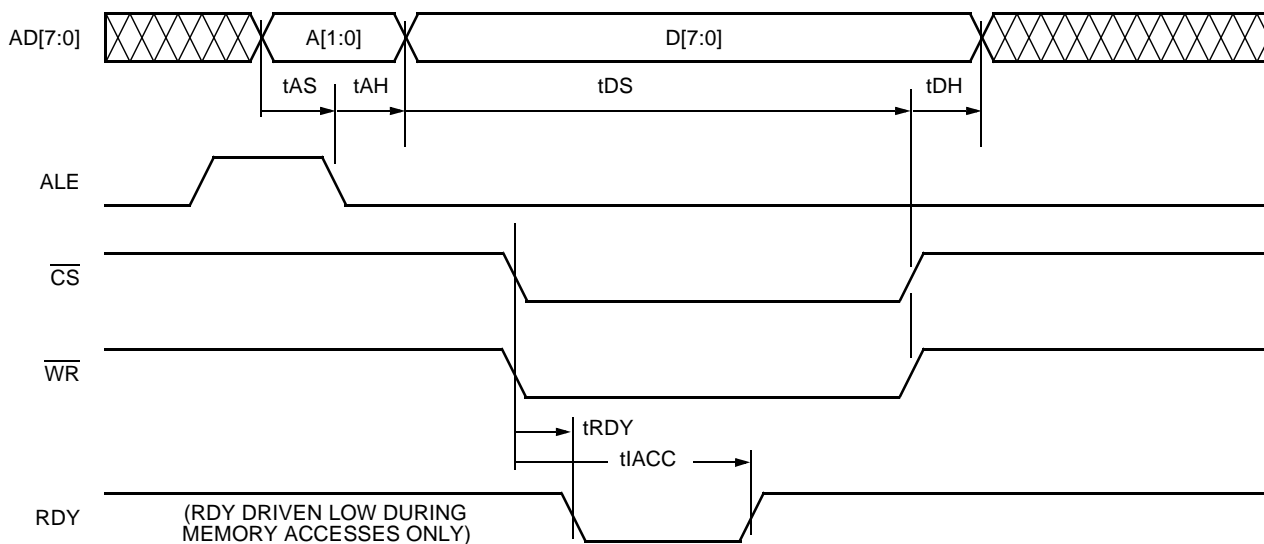 AD[7:0]
A[1:0]
D[7:0]
tAS
tAH
tDS
tDH
ALE
CS
WR
tRDY
tIACC
RDY
(RDY DRIVEN LOW DURING
MEMORY ACCESSES ONLY)